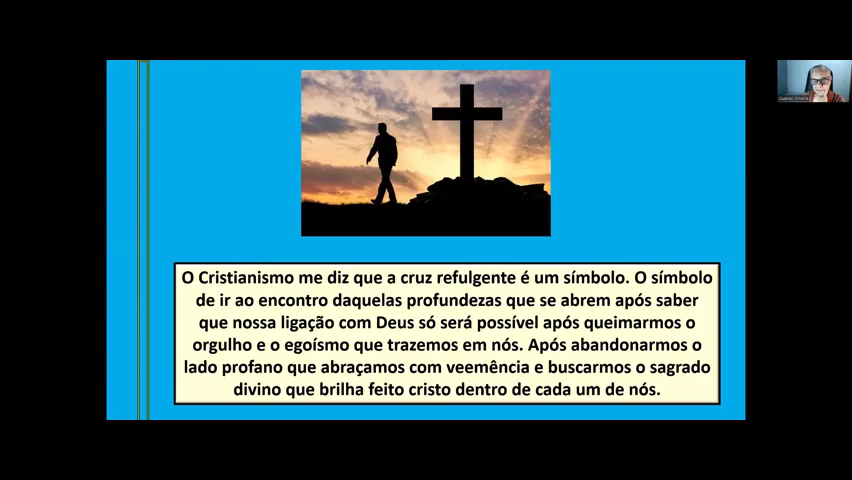 O Cristianismo me diz que a cruz refulgente é um símbolo. O símbolo
de ir ao encontro daquelas profundezas que se abrem após saber
que nossa ligação com Deus só será possível após queimarmos o
orgulho e o egoísmo que trazemos em nós. Após abandonarmos o
lado profano que abraçamos com veemência e buscarmos o sagrado
divino que brilha feito cristo dentro de cada um de nós.